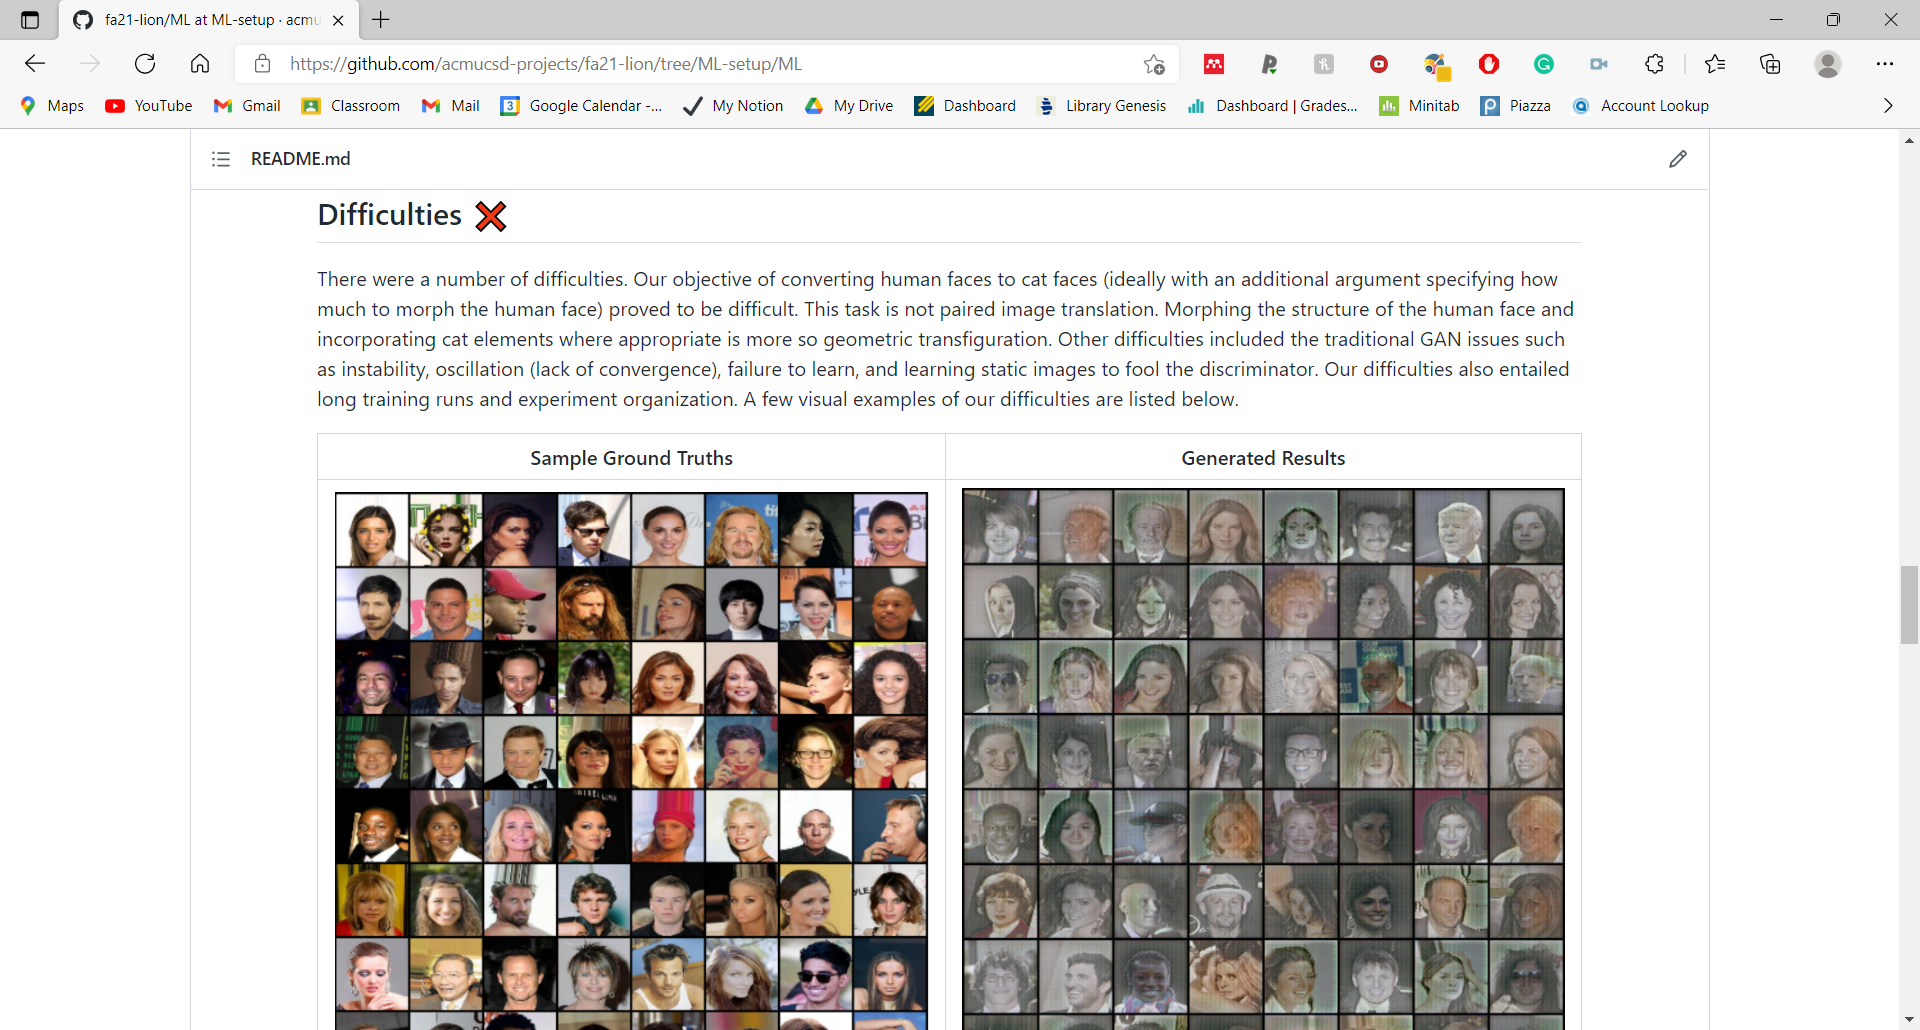 fa21-lion/ML at ML-setup · acmu
https://github.com/acmucsd-projects/fa21-lion/tree/ML-setup/ML
Maps YouTube Gmail Classroom Mail Google Calendar -... My Notion My Drive Dashboard Library Genesis Dashboard | Grades... Minitab Piazza Account Lookup
README.md
Difficulties
There were a number of difficulties. Our objective of converting human faces to cat faces (ideally with an additional argument specifying how
much to morph the human face) proved to be difficult. This task is not paired image translation. Morphing the structure of the human face and
incorporating cat elements where appropriate is more so geometric transfiguration. Other difficulties included the traditional GAN issues such
as instability, oscillation (lack of convergence), failure to learn, and learning static images to fool the discriminator. Our difficulties also entailed
long training runs and experiment organization. A few visual examples of our difficulties are listed below.
Sample Ground Truths Generated Results